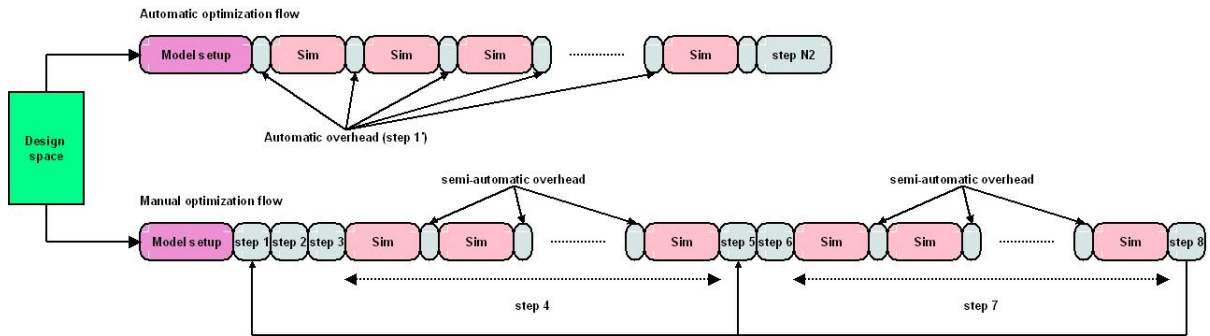 Automatic optimization flow
Model setup
Sim
Sim
Sim
Sim
step N2
Automatic overhead (step 1')
Design
space
semi-automatic overhead
semi-automatic overhead
Manual optimization flow
Model setup
step 1
step 2
step 3
Sim
Sim
Sim
step 5
step 6
Sim
Sim
Sim
step 8
step 4
step 7